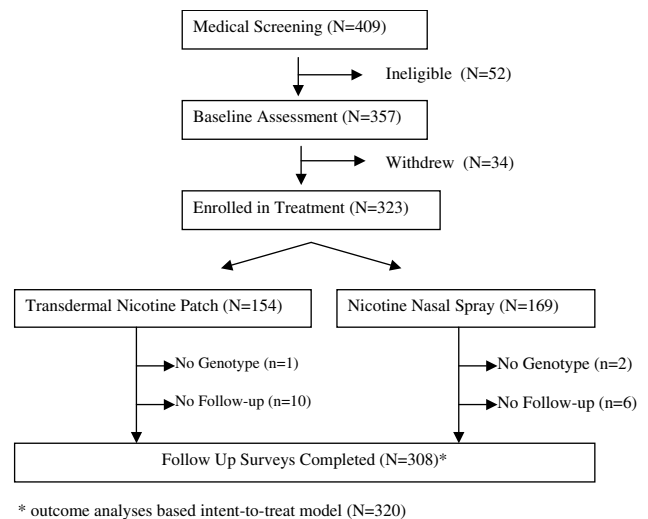 Medical Screening (N=409)
Ineligible (N=52)
Baseline Assessment (N=357)
Withdrew (N=34)
Enrolled in Treatment (N=323)
Transdermal Nicotine Patch (N=154)
Nicotine Nasal Spray (N=169)
No Genotype (n=1)
No Genotype (n=2)
No Follow-up (n=10)
No Follow-up (n=6)
Follow Up Surveys Completed (N=308)*
* outcome analyses based intent-to-treat model (N=320)